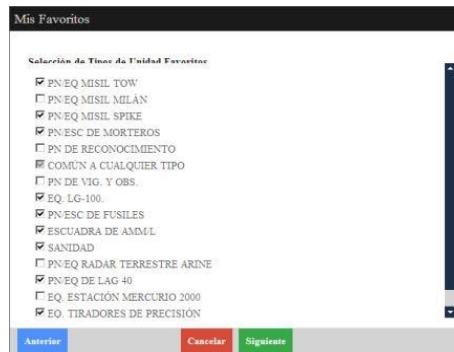 Mis Favoritos
Selección de Tipos de Unidad Favoritos
PN/EQ MISIL TOW
PN/EQ MISIL MILÁN
PN/EQ MISIL SPIKE
PN/ESC DE MORTEROS
PN DE RECONOCIMIENTO
COMÚN A CUALQUIER TIPO
PN DE VIG. Y OBS.
EQ. LG-100.
PN/ESC DE FUSILES
ESCUADRA DE AMM/L
SANIDAD
PN/EQ RADAR TERRESTRE ARINE
PN/EQ DE LAG 40
EQ. ESTACIÓN MERCURIO 2000
EQ. TIRADORES DE PRECISIÓN
Anterior Cancelar Siguiente